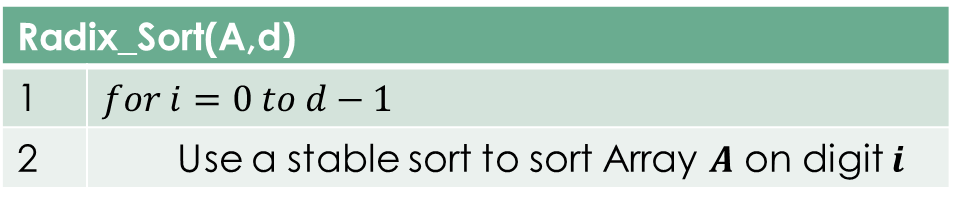 Radix_Sort(A,d)
1 for i = 0 to d − 1
2 Use a stable sort to sort Array A on digit i